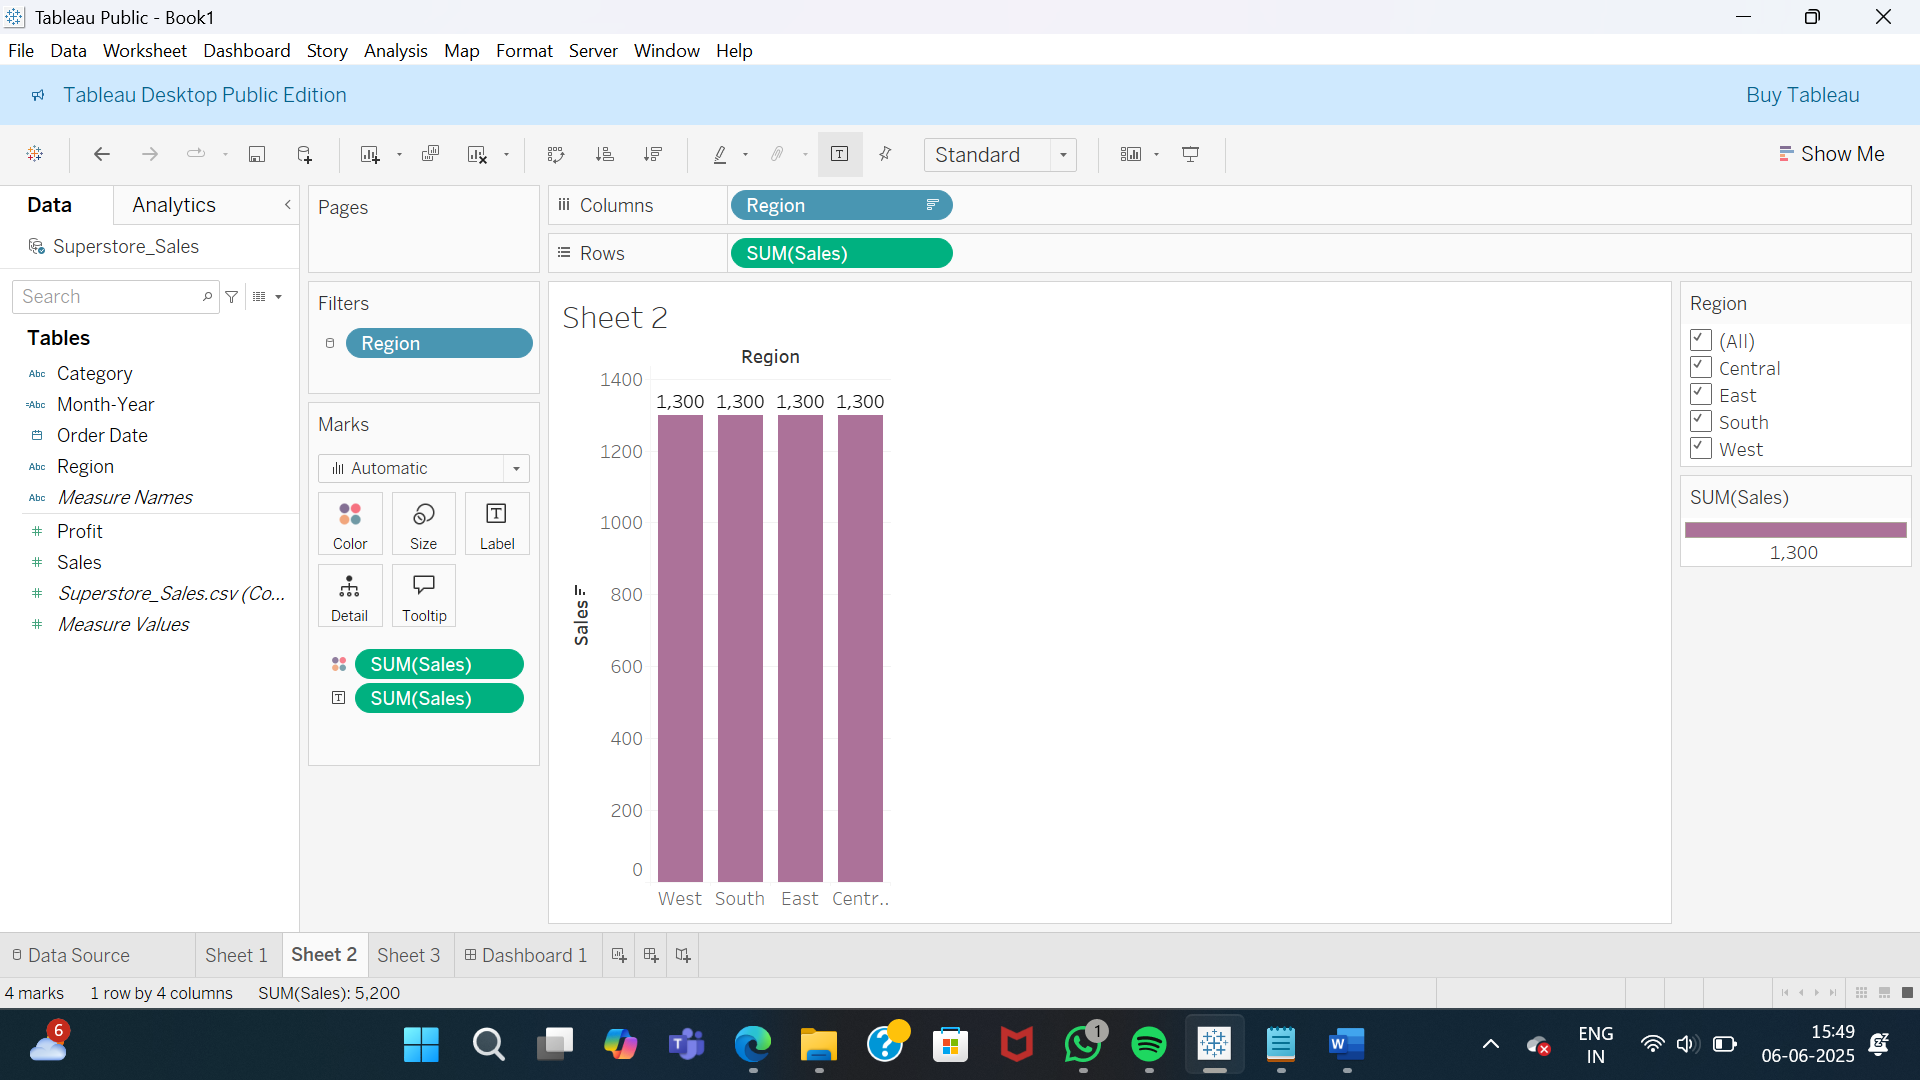 Tableau Public - Book1
File Data Worksheet Dashboard Story Analysis Map Format Server Window Help
Tableau Desktop Public Edition Buy Tableau
Standard Show Me
Data Analytics
Superstore_Sales
Search
Tables
Abc Category
=Abc Month-Year
Order Date
Abc Region
Abc Measure Names
# Profit
# Sales
# Superstore_Sales.csv (Co...
# Measure Values
Pages
Filters
Region
Marks
Automatic
Color Size Label
Detail Tooltip
SUM(Sales)
SUM(Sales)
Columns Region
Rows SUM(Sales)
Sheet 2
Region
1400
1,300 1,300 1,300 1,300
1200
1000
800
600
400
200
0
Sales
West South East Centr..
Region
(All)
Central
East
South
West
SUM(Sales)
1,300
Data Source Sheet 1 Sheet 2 Sheet 3 Dashboard 1
4 marks 1 row by 4 columns SUM(Sales): 5,200
6
1
ENG
IN
15:49
06-06-2025